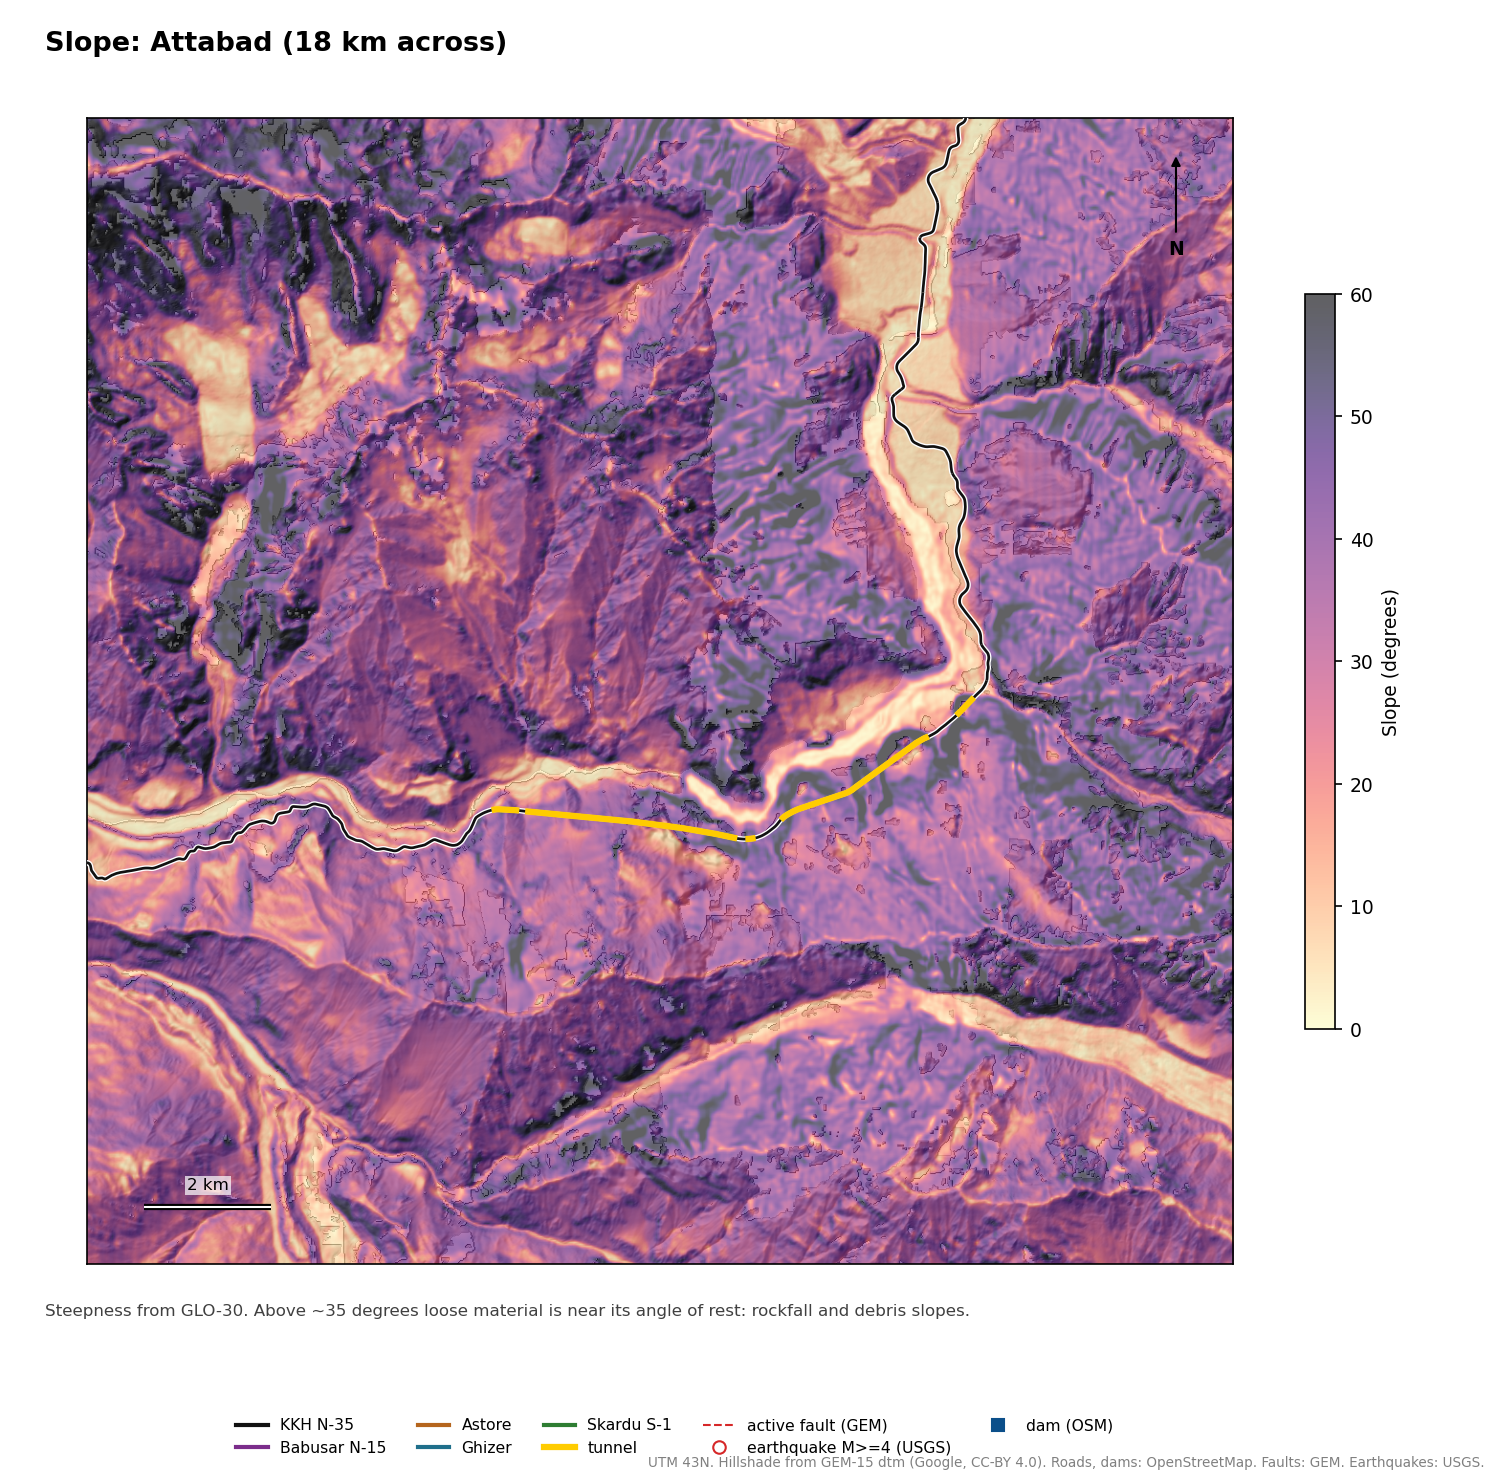 Slope: Attabad (18 km across)
N
60
50
40
30
20
10
0
Slope (degrees)
2 km
Steepness from GLO-30. Above ~35 degrees loose material is near its angle of rest: rockfall and debris slopes.
KKH N-35
Astore
Skardu S-1
active fault (GEM)
dam (OSM)
Babusar N-15
Ghizer
tunnel
earthquake M>=4 (USGS)
UTM 43N. Hillshade from GEM-15 dtm (Google, CC-BY 4.0). Roads, dams: OpenStreetMap. Faults: GEM. Earthquakes: USGS.